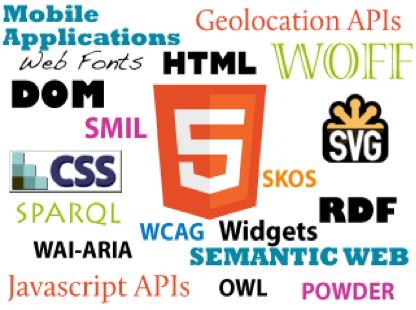 Mobile
Applications
Geolocation APIs
Web Fonts
HTML
WOFF
DOM
SMIL
5
SVG
CSS
SKOS
SPARQL
RDF
WCAG
Widgets
WAI-ARIA
SEMANTIC WEB
Javascript APIs
OWL
POWDER